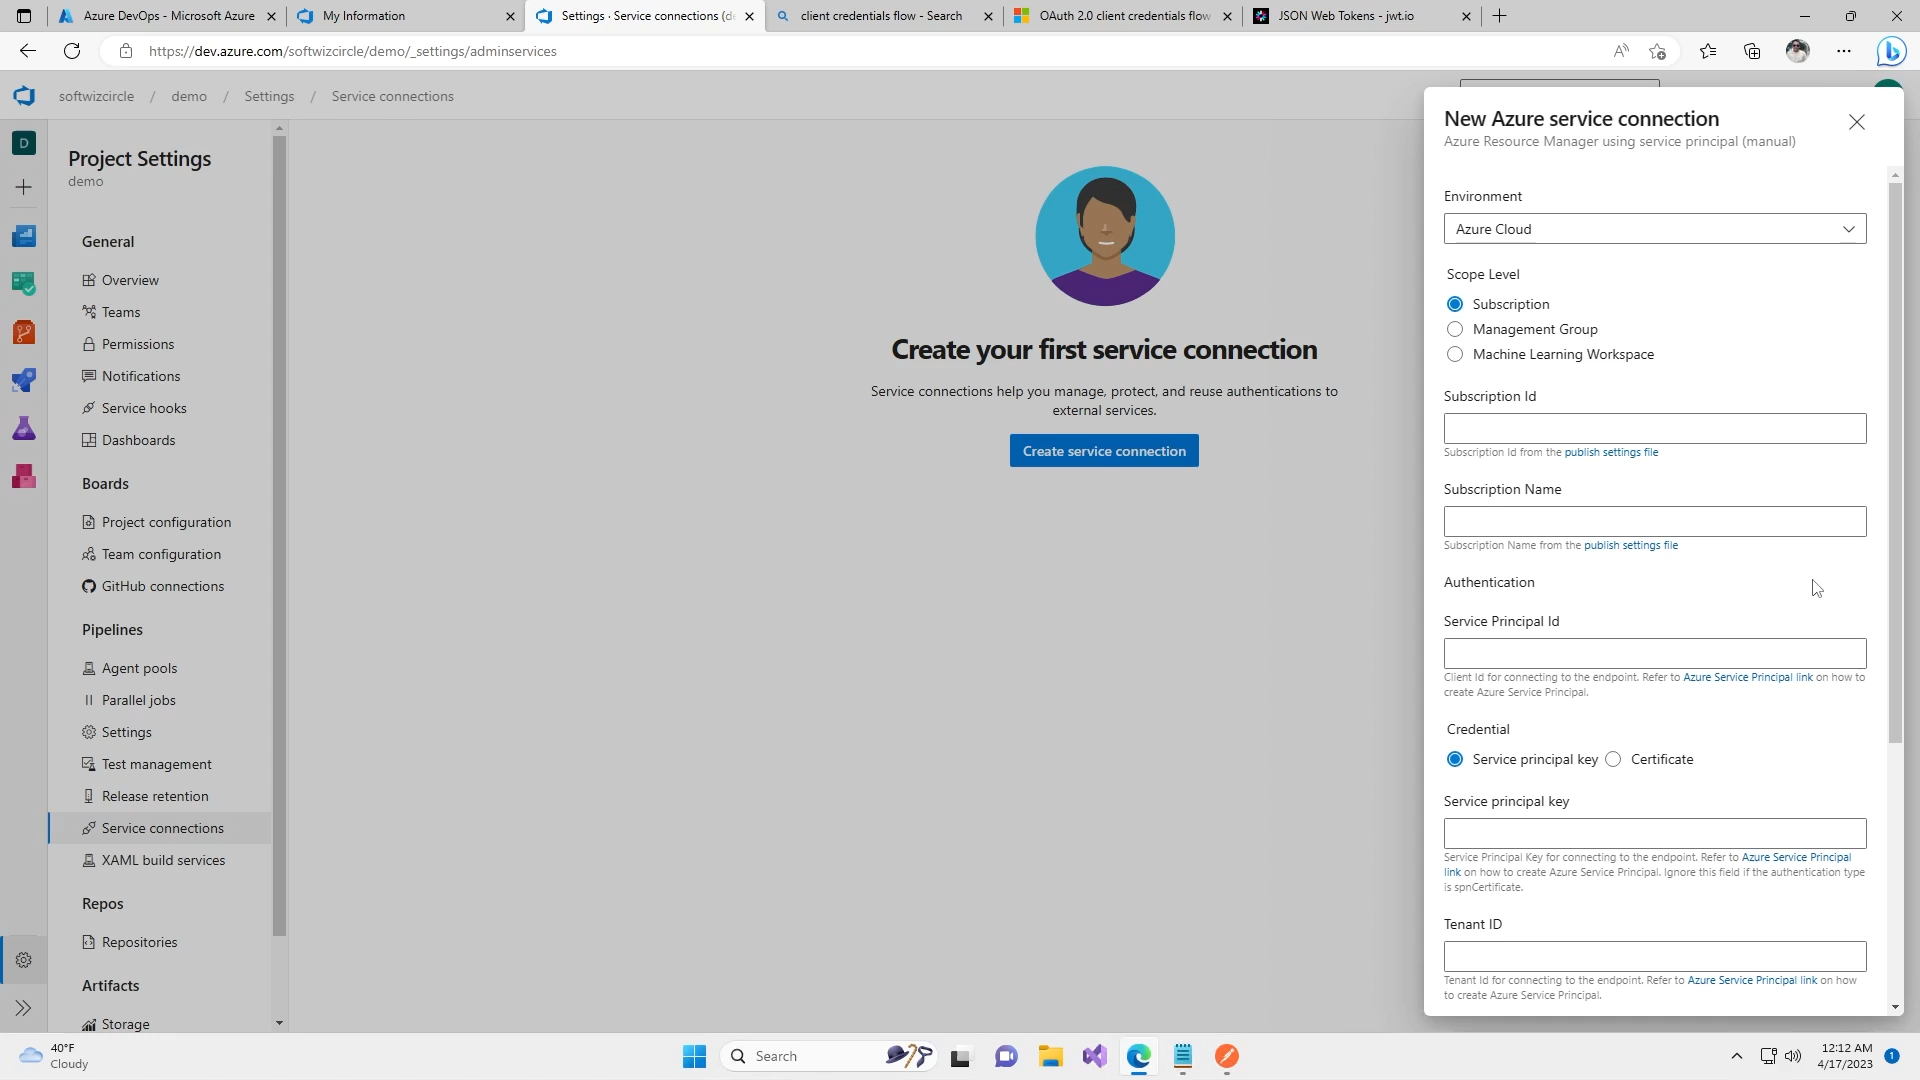 Azure DevOps - Microsoft Azure
My Information
Settings · Service connections (de
client credentials flow - Search
OAuth 2.0 client credentials flow
JSON Web Tokens - jwt.io
https://dev.azure.com/softwizcircle/demo/_settings/adminservices
softwizcircle / demo / Settings / Service connections
D
Project Settings
demo
General
Overview
Teams
Permissions
Notifications
Service hooks
Dashboards
Boards
Project configuration
Team configuration
GitHub connections
Pipelines
Agent pools
Parallel jobs
Settings
Test management
Release retention
Service connections
XAML build services
Repos
Repositories
Artifacts
Storage
Create your first service connection
Service connections help you manage, protect, and reuse authentications to
external services.
Create service connection
New Azure service connection
Azure Resource Manager using service principal (manual)
Environment
Azure Cloud
Scope Level
Subscription
Management Group
Machine Learning Workspace
Subscription Id
Subscription Id from the publish settings file
Subscription Name
Subscription Name from the publish settings file
Authentication
Service Principal Id
Client Id for connecting to the endpoint. Refer to Azure Service Principal link on how to
create Azure Service Principal.
Credential
Service principal key Certificate
Service principal key
Service Principal Key for connecting to the endpoint. Refer to Azure Service Principal
link on how to create Azure Service Principal. Ignore this field if the authentication type
is spnCertificate.
Tenant ID
Tenant Id for connecting to the endpoint. Refer to Azure Service Principal link on how
to create Azure Service Principal.
40°F
Cloudy
Search
12:12 AM
4/17/2023
1